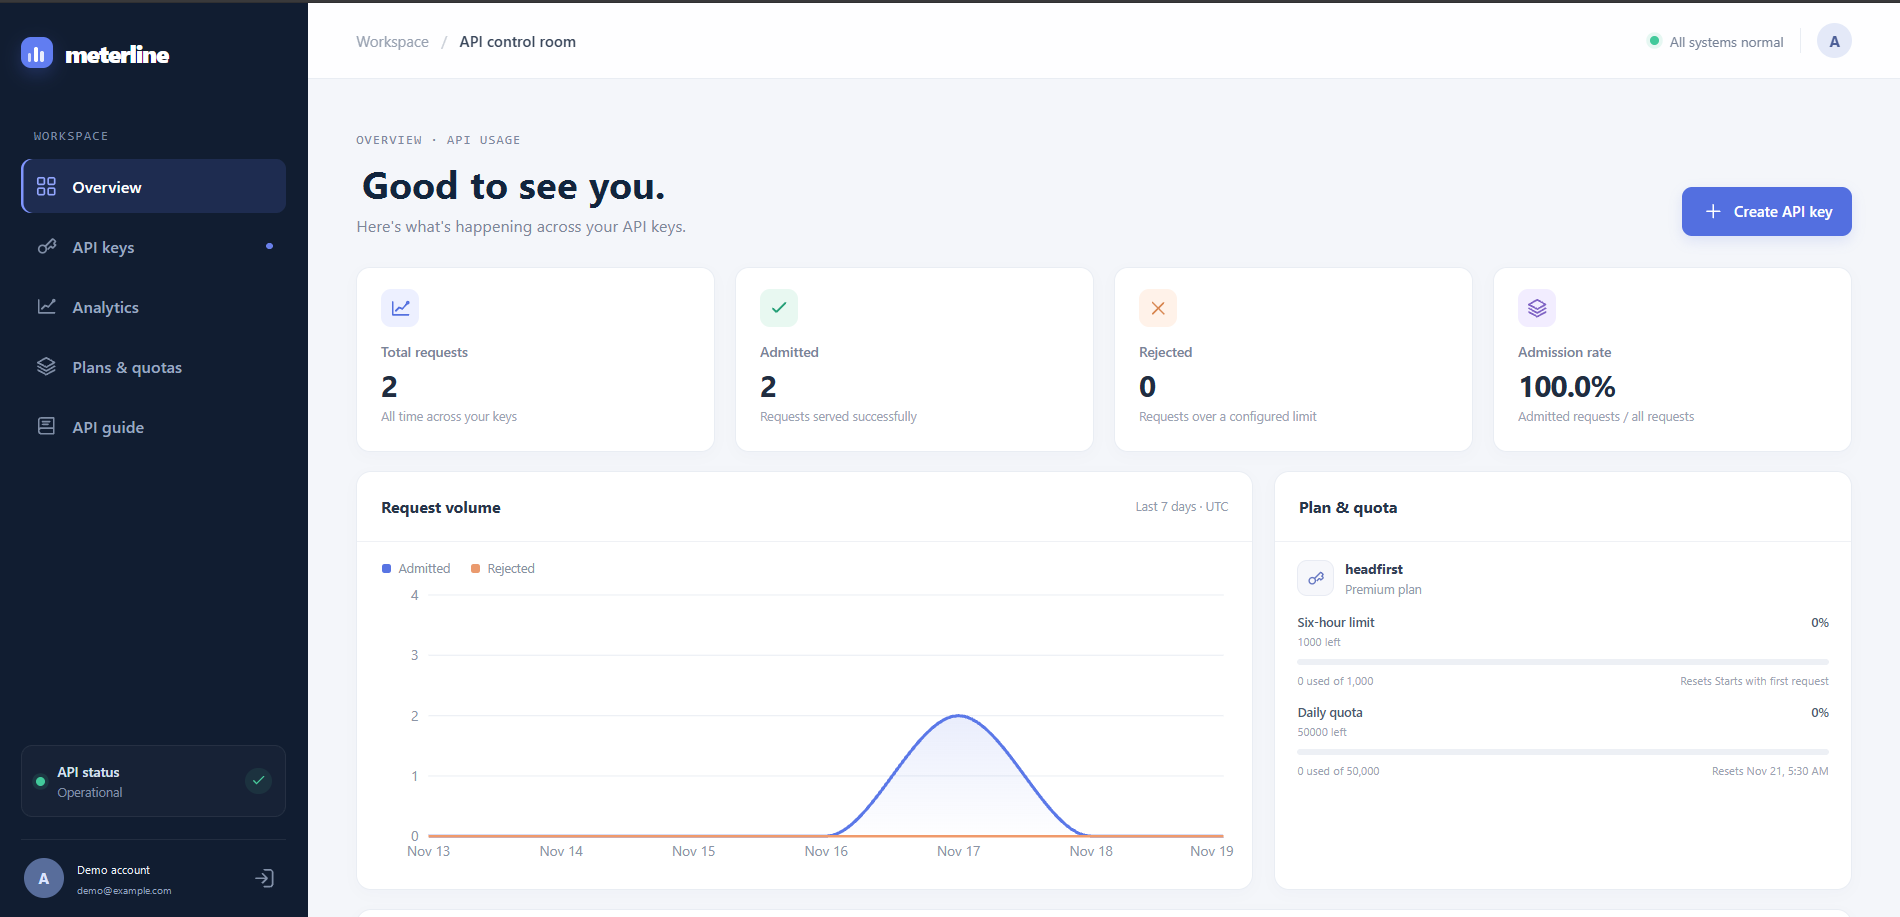 meterline
WORKSPACE
Overview
API keys
Analytics
Plans & quotas
API guide
API status
Operational
A
Demo account
demo@example.com
Workspace / API control room
All systems normal
A
OVERVIEW · API USAGE
Good to see you.
Here's what's happening across your API keys.
+ Create API key
Total requests
2
All time across your keys
Admitted
2
Requests served successfully
Rejected
0
Requests over a configured limit
Admission rate
100.0%
Admitted requests / all requests
Request volume
Last 7 days · UTC
Admitted Rejected
4
3
2
1
0
Nov 13 Nov 14 Nov 15 Nov 16 Nov 17 Nov 18 Nov 19
Plan & quota
headfirst
Premium plan
Six-hour limit 0%
1000 left
0 used of 1,000 Resets Starts with first request
Daily quota 0%
50000 left
0 used of 50,000 Resets Nov 21, 5:30 AM